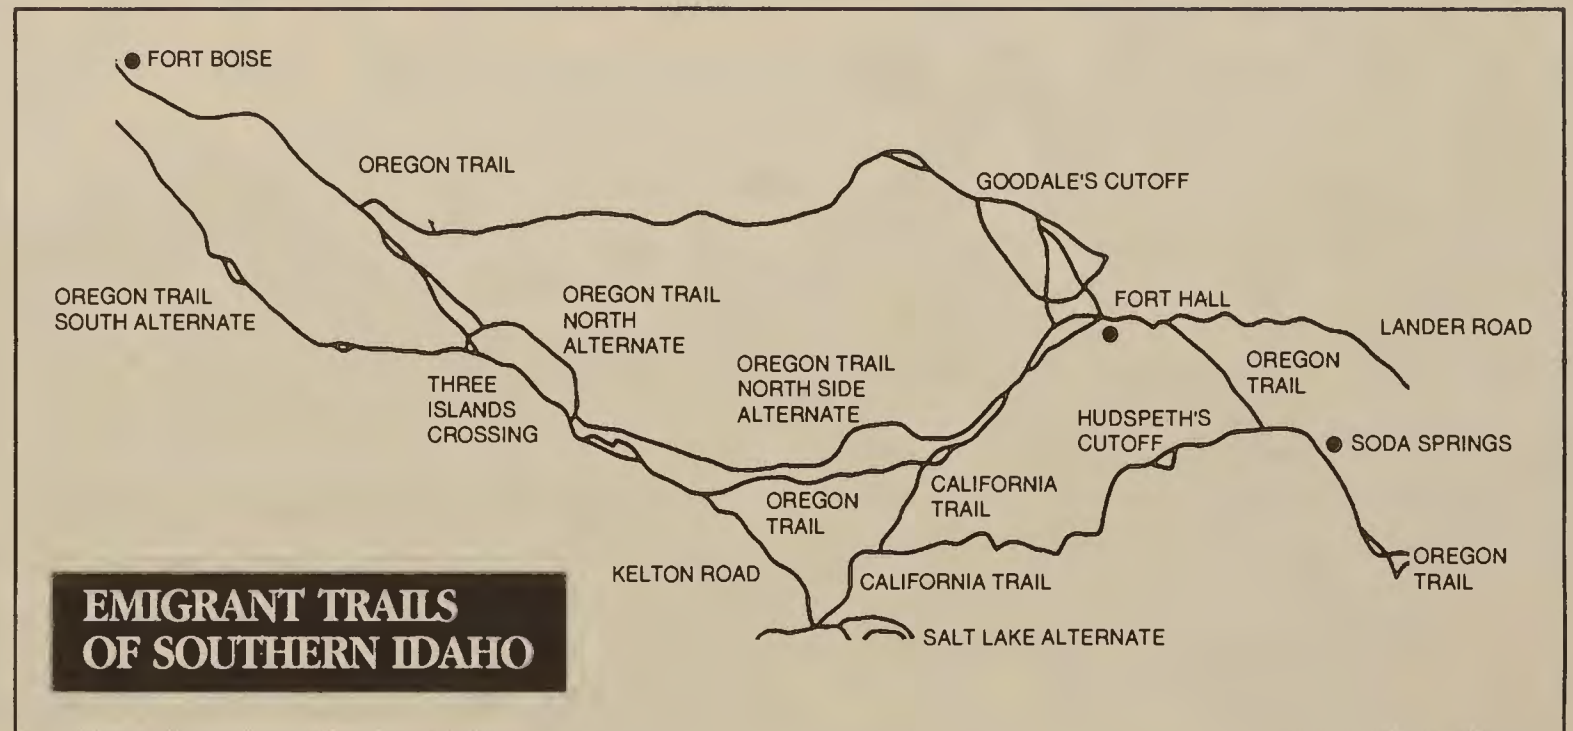 FORT BOISE
OREGON TRAIL
GOODALE'S CUTOFF
OREGON TRAIL
SOUTH ALTERNATE
OREGON TRAIL
NORTH
ALTERNATE
FORT HALL
LANDER ROAD
THREE
ISLANDS
CROSSING
OREGON TRAIL
NORTH SIDE
ALTERNATE
OREGON
TRAIL
HUDSPETH'S
CUTOFF
SODA SPRINGS
OREGON
TRAIL
CALIFORNIA
TRAIL
KELTON ROAD
CALIFORNIA TRAIL
OREGON
TRAIL
SALT LAKE ALTERNATE
EMIGRANT TRAILS
OF SOUTHERN IDAHO